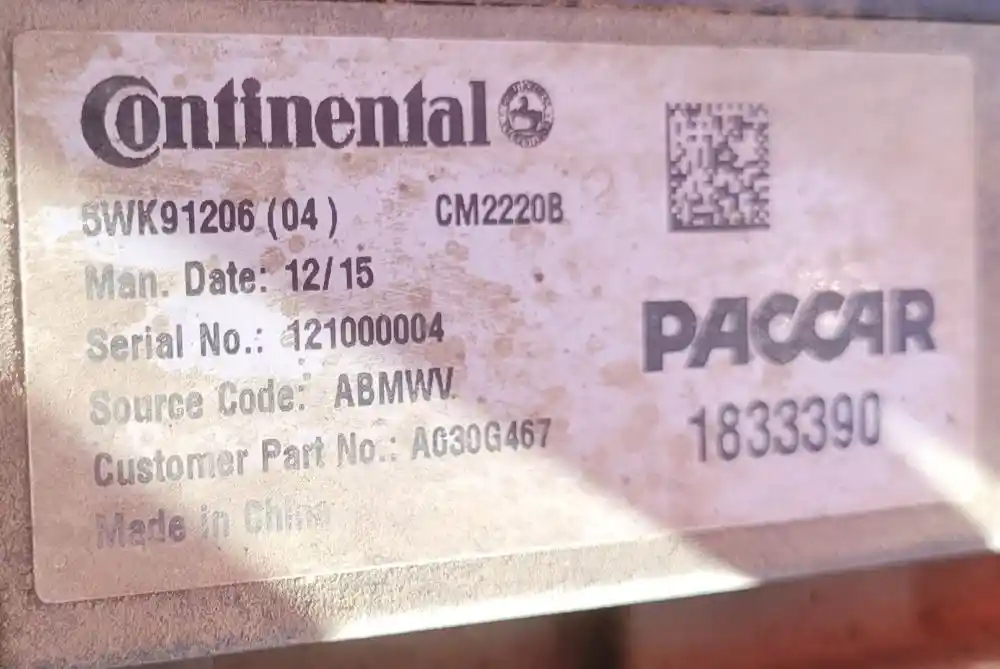 Continental
5WK91206 (04)
CM2220B
Man. Date: 12/15
Serial No.: 121000004
Source Code: ABMWV
Customer Part No.: A030G467
Made in China
PACCAR
1833390